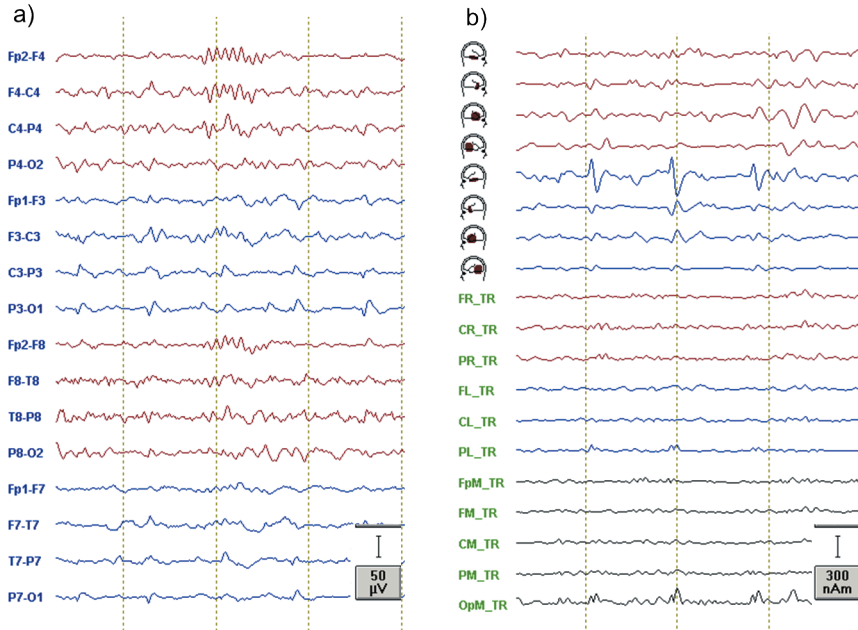 a)
Fp2-F4
F4-C4
C4-P4
P4-O2
Fp1-F3
F3-C3
C3-P3
P3-O1
Fp2-F8
F8-T8
T8-P8
P8-O2
Fp1-F7
F7-T7
T7-P7
P7-O1
50
µV
b)
FR_TR
CR_TR
PR_TR
FL_TR
CL_TR
PL_TR
FpM_TR
FM_TR
CM_TR
PM_TR
OpM_TR
300
nAm